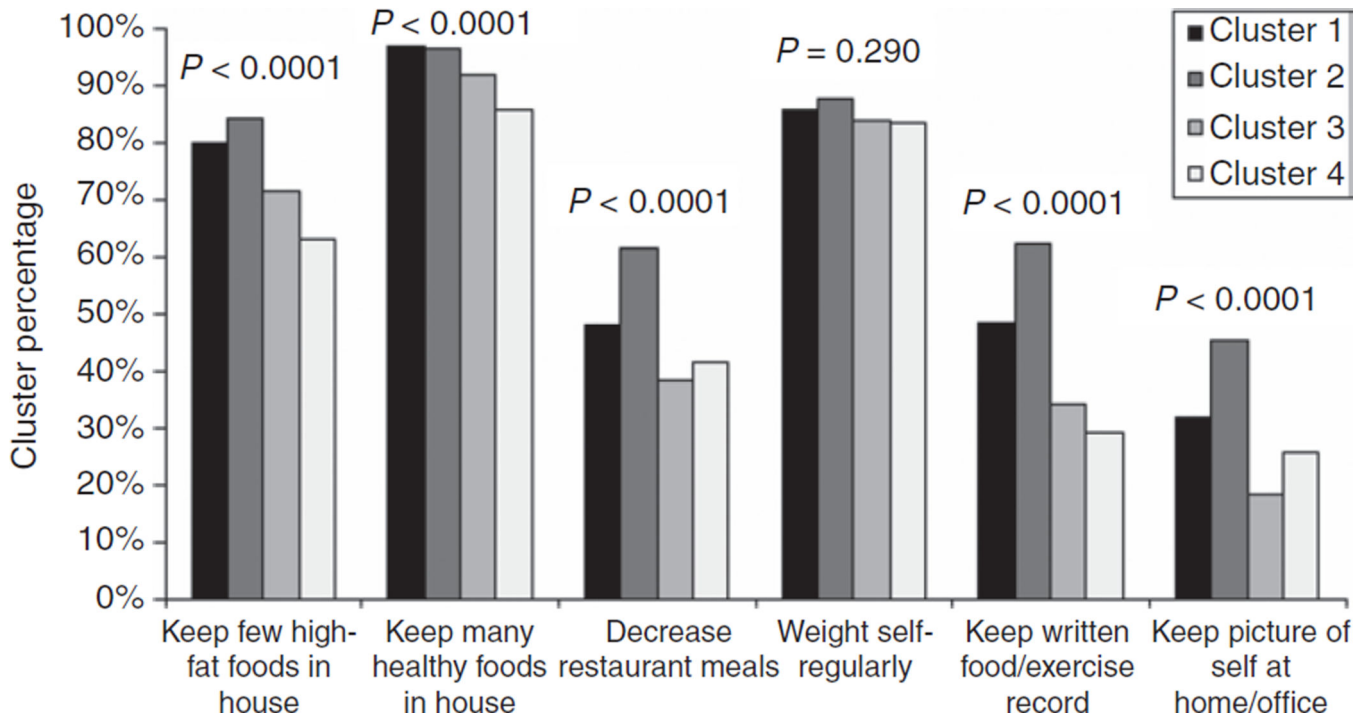 Cluster percentage
100%
90%
80%
70%
60%
50%
40%
30%
20%
10%
0%
P < 0.0001
P < 0.0001
P < 0.0001
P = 0.290
P < 0.0001
P < 0.0001
Cluster 1
Cluster 2
Cluster 3
Cluster 4
Keep few high-
fat foods in
house
Keep many
healthy foods
in house
Decrease
restaurant meals
Weight self-
regularly
Keep written
food/exercise
record
Keep picture of
self at
home/office